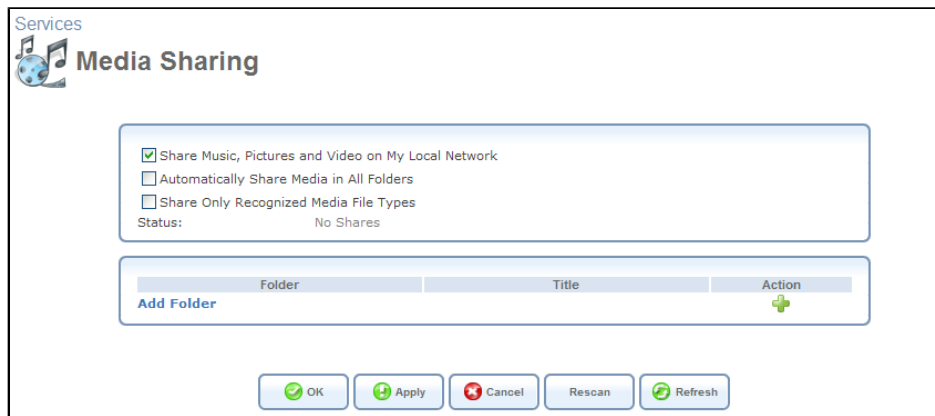 Services
Media Sharing
Share Music, Pictures and Video on My Local Network
Automatically Share Media in All Folders
Share Only Recognized Media File Types
Status: No Shares
Folder Title Action
Add Folder
OK Apply Cancel Rescan Refresh